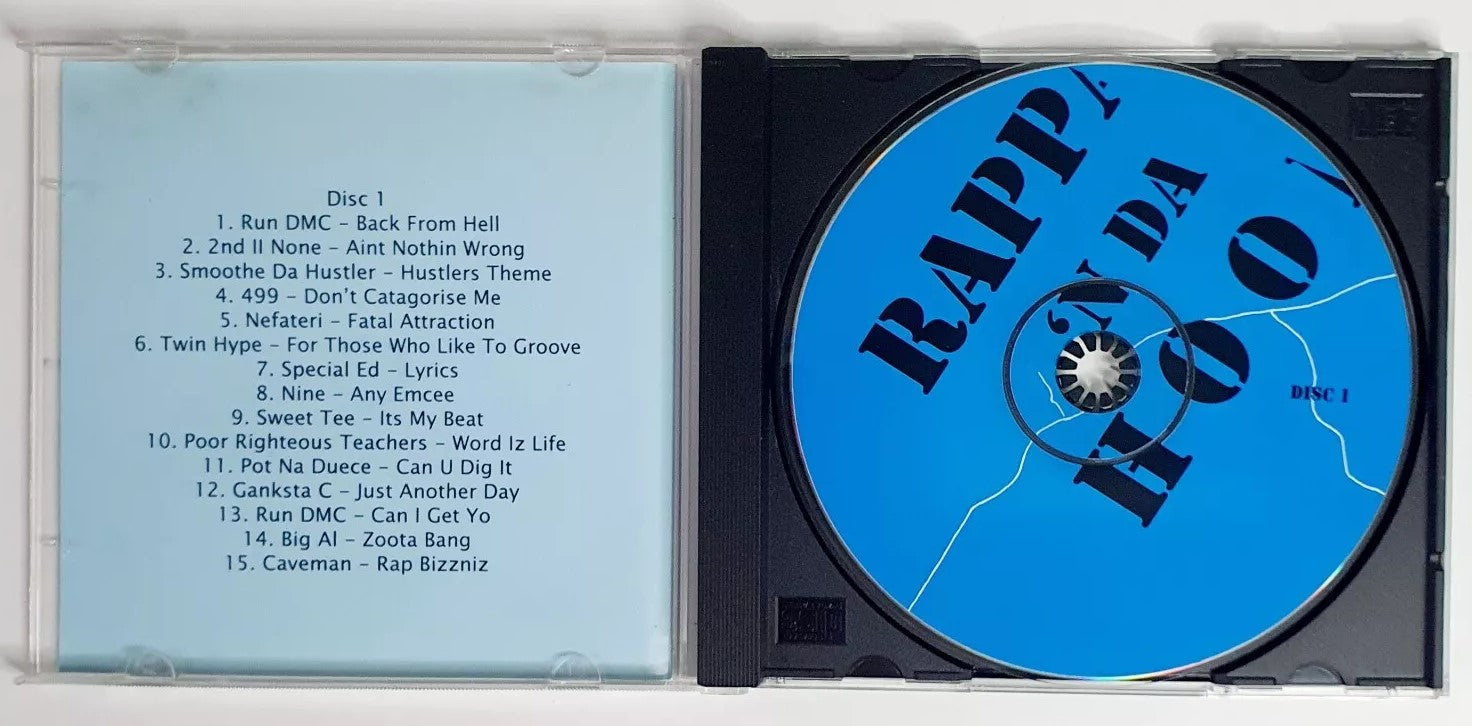 Disc 1
1. Run DMC – Back From Hell
2. 2nd II None – Aint Nothin Wrong
3. Smoothe Da Hustler – Hustlers Theme
4. 499 – Don't Catagorise Me
5. Nefateri – Fatal Attraction
6. Twin Hype – For Those Who Like To Groove
7. Special Ed – Lyrics
8. Nine – Any Emcee
9. Sweet Tee – Its My Beat
10. Poor Righteous Teachers – Word Iz Life
11. Pot Na Duece – Can U Dig It
12. Ganksta C – Just Another Day
13. Run DMC – Can I Get Yo
14. Big Al – Zoota Bang
15. Caveman – Rap Bizzniz
RAPPA
'N DA
HOO
DISC 1